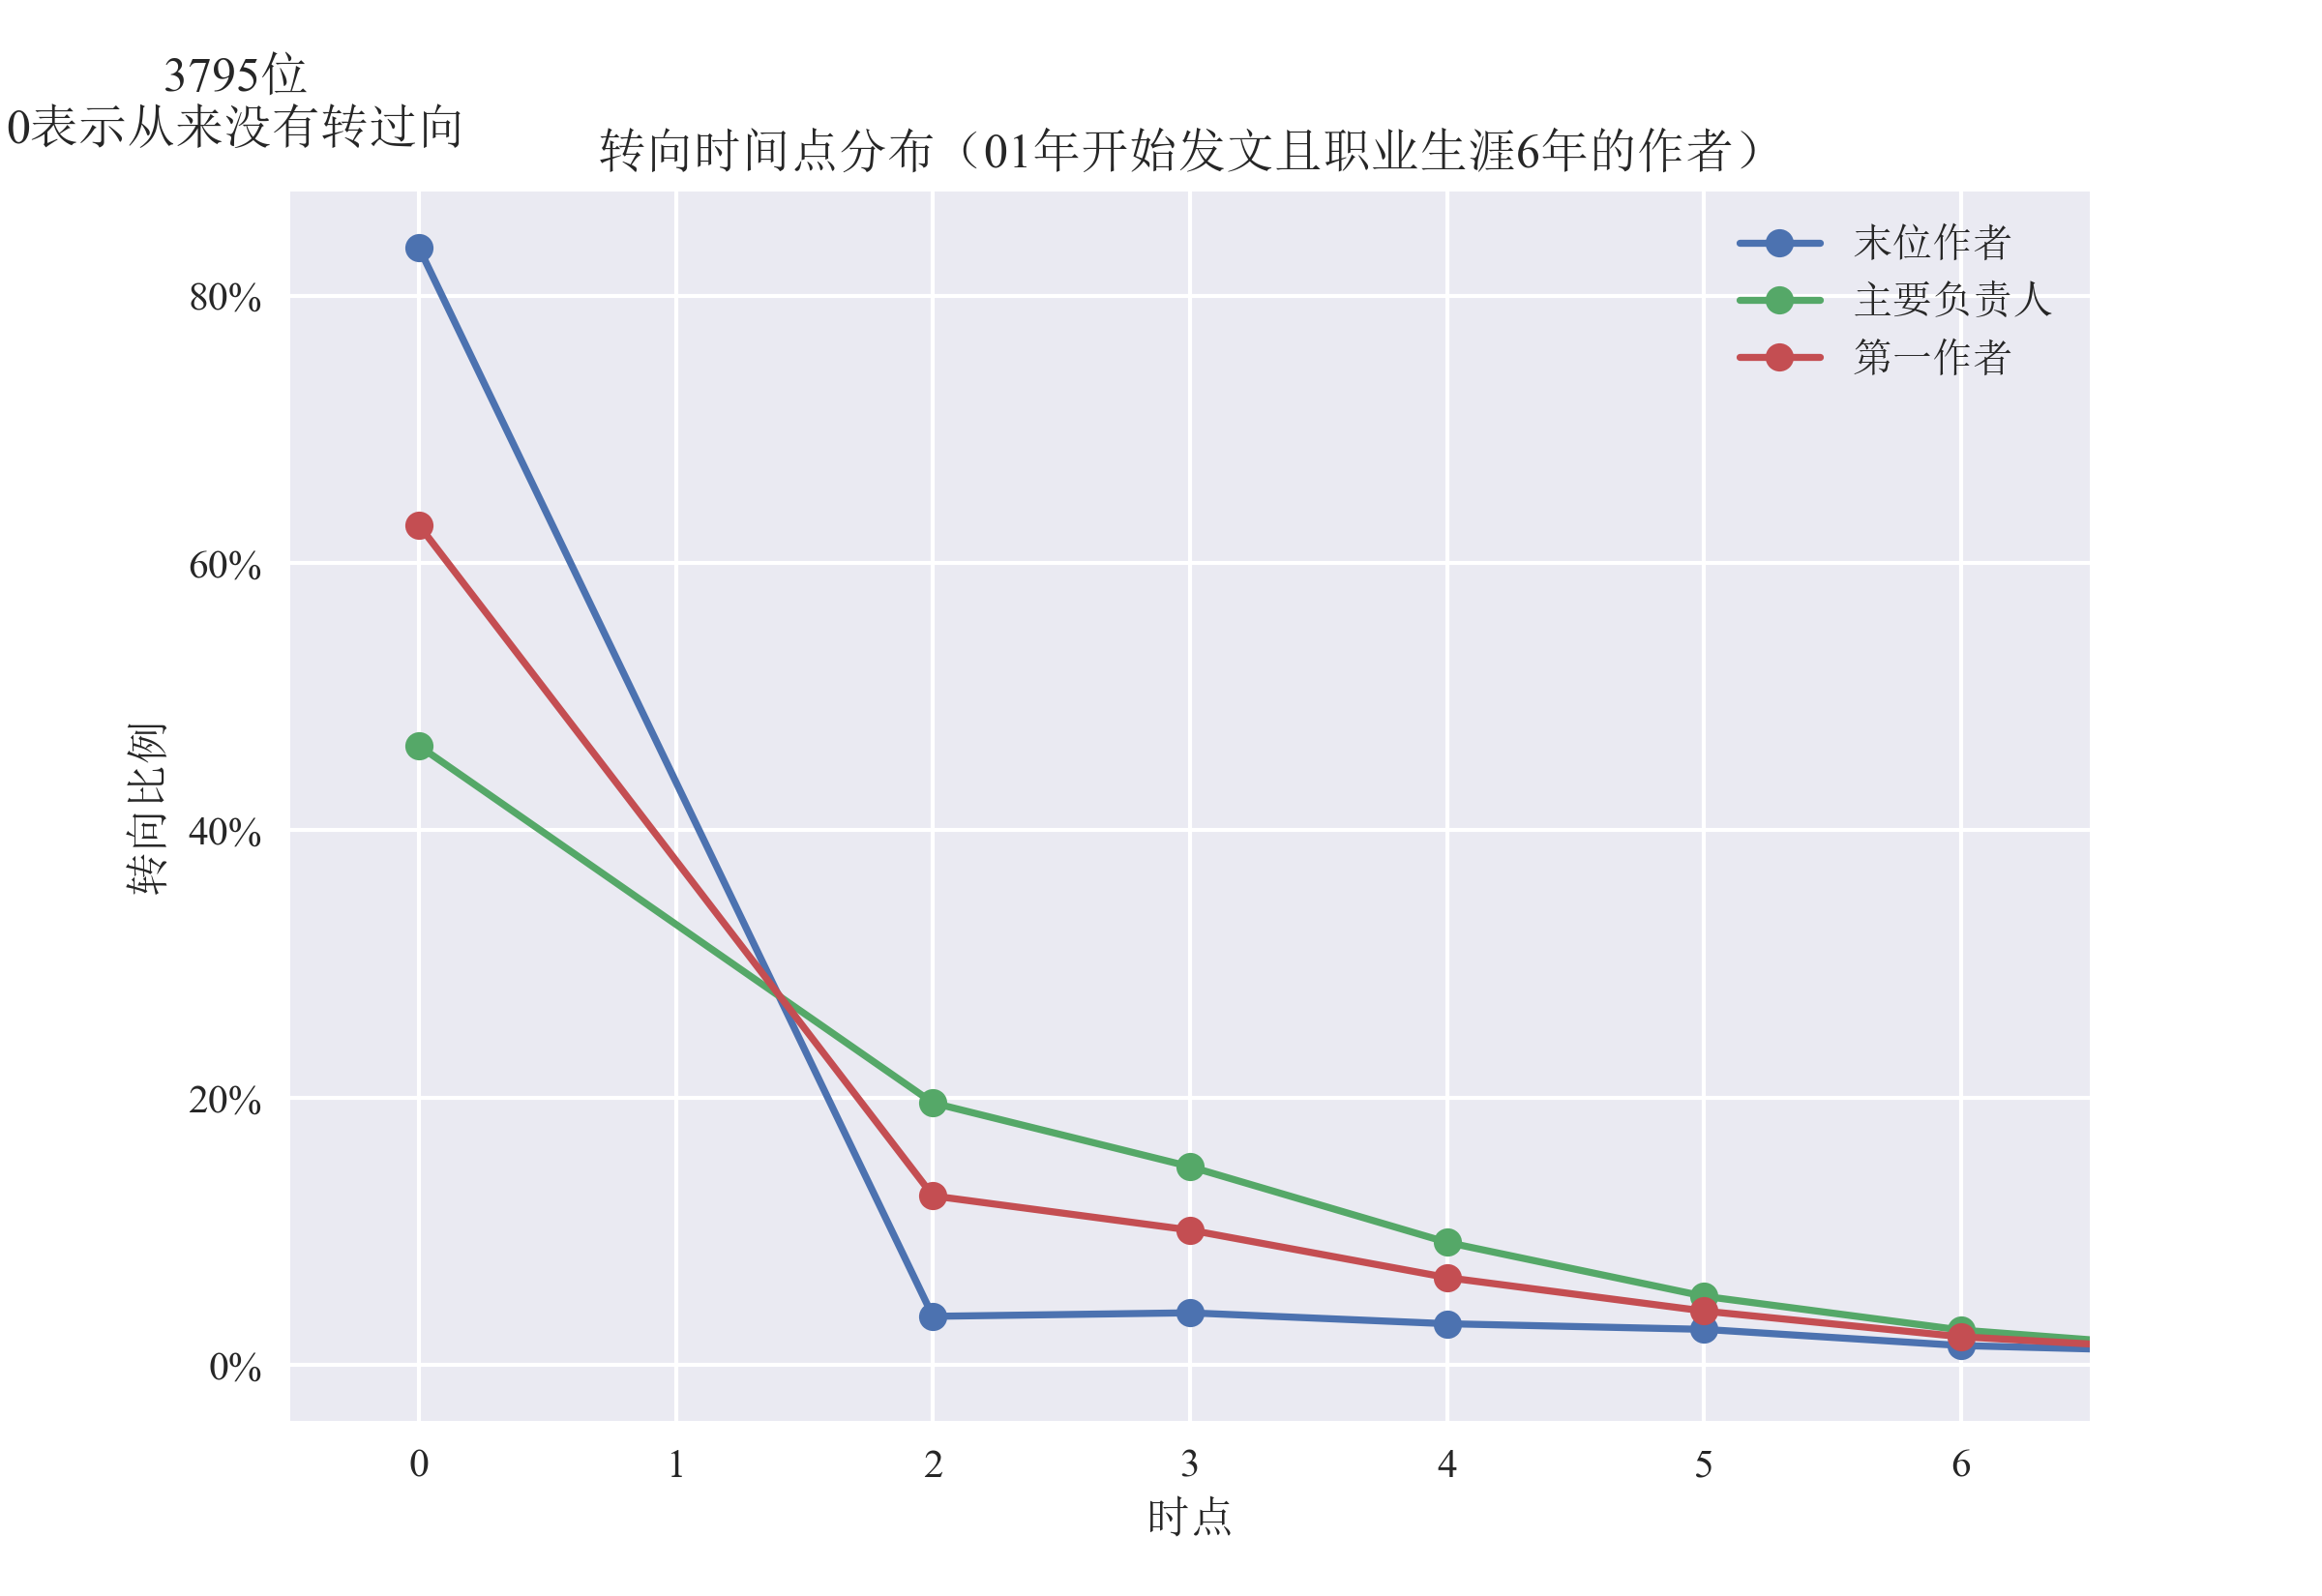 3795位
0表示从来没有转过向
转向时间点分布（01年开始发文且职业生涯6年的作者）
末位作者
主要负责人
第一作者
80%
60%
40%
20%
0%
转向比例
0 1 2 3 4 5 6
时点